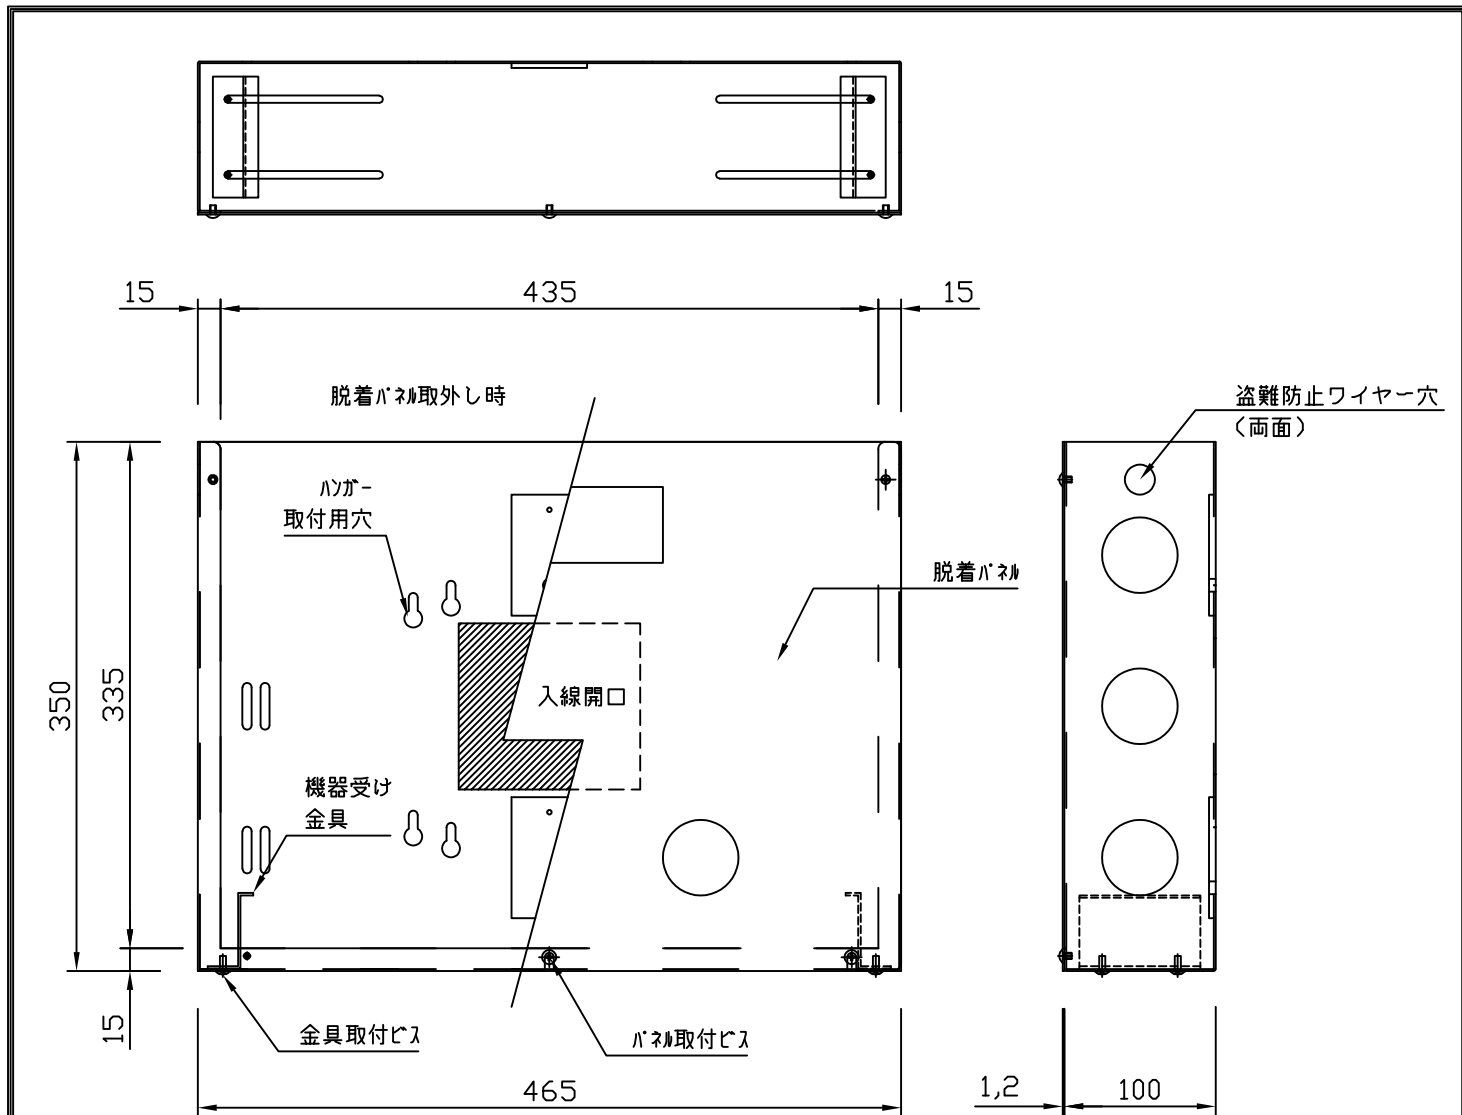 15
435
15
脱着パネル取外し時
盗難防止ワイヤー穴
(両面)
ハンガー
取付用穴
脱着パネル
入線開口
350
335
機器受け
金具
15
金具取付ビス
パネル取付ビス
465
1,2
100